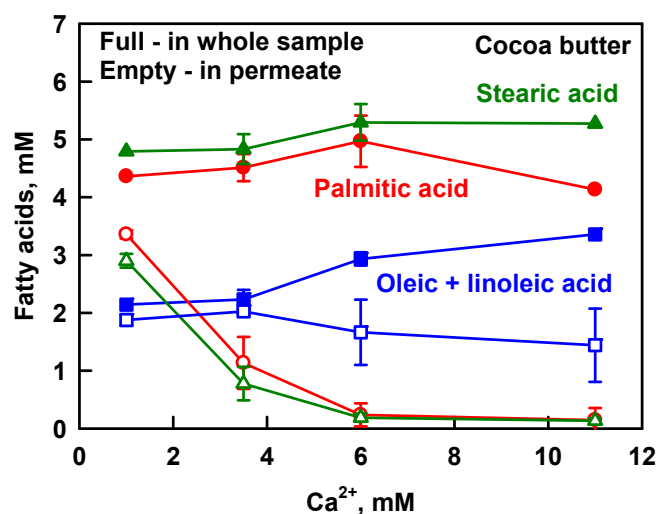 7
6
5
4
3
2
1
0
Fatty acids, mM
Full - in whole sample
Empty - in permeate
Cocoa butter
Stearic acid
Palmitic acid
Oleic + linoleic acid
0 2 4 6 8 10 12
Ca²⁺, mM